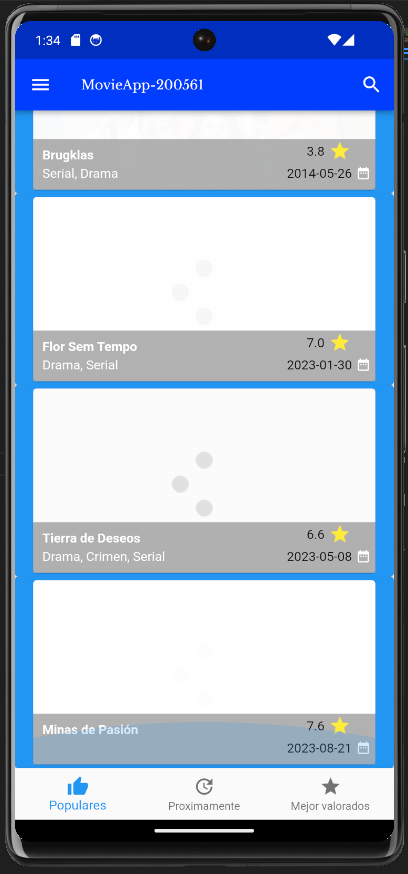 1:34
MovieApp-200561
Brugklas
3.8
Serial, Drama
2014-05-26
Flor Sem Tempo
7.0
Drama, Serial
2023-01-30
Tierra de Deseos
6.6
Drama, Crimen, Serial
2023-05-08
Minas de Pasión
7.6
2023-08-21
Populares
Proximamente
Mejor valorados